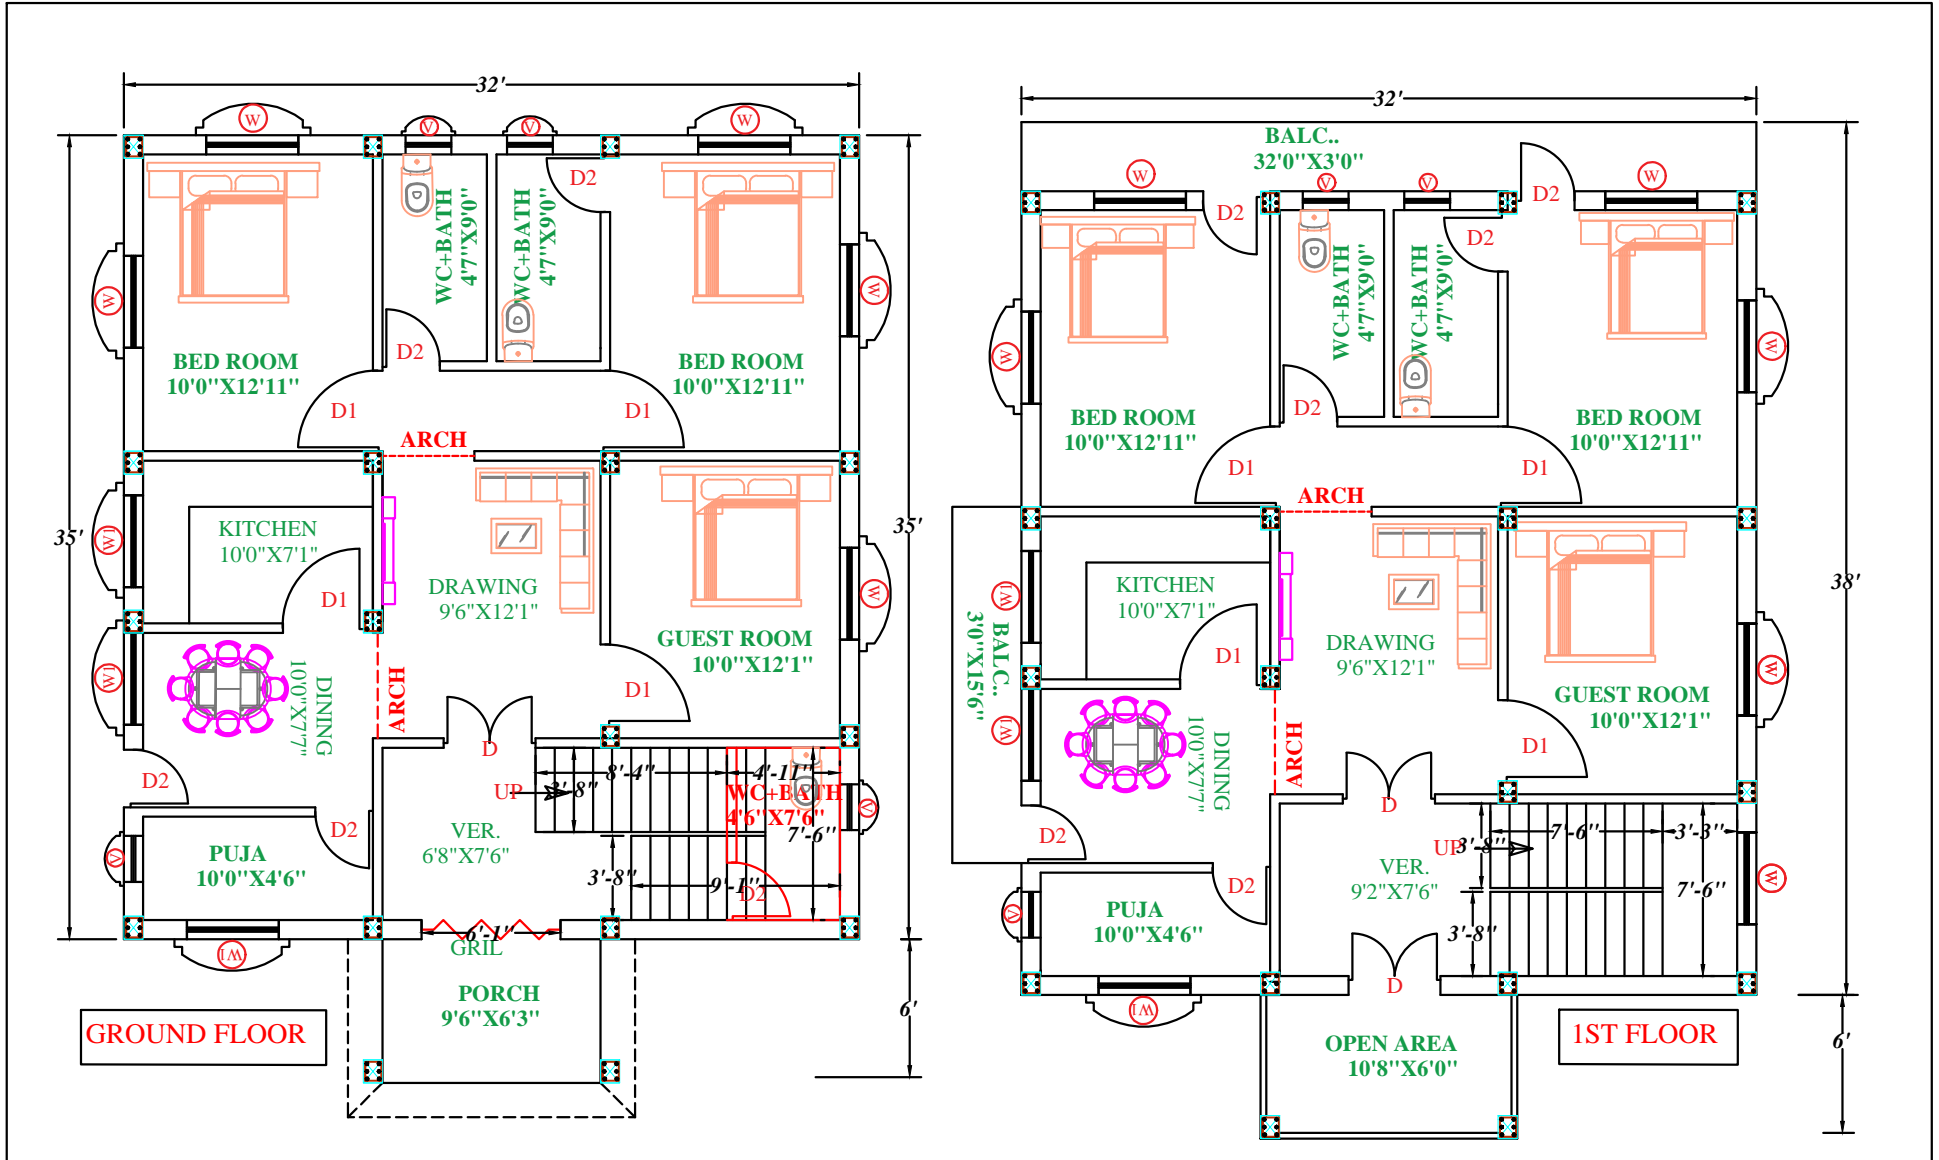 32'
W
V
V
W
D2
WC+BATH
4'7"X9'0"
WC+BATH
4'7"X9'0"
W
W
BED ROOM
10'0"X12'11"
D2
BED ROOM
10'0"X12'11"
D1
D1
ARCH
35'
35'
W1
KITCHEN
10'0"X7'1"
D1
DRAWING
9'6"X12'1"
W
GUEST ROOM
10'0"X12'1"
W1
DINING
10'0"X7'7"
ARCH
D1
D
D2
UP
3'-8"
8'-4"
4'-11"
WC+BATH
4'6"X7'6"
V
7'-6"
D2
VER.
6'8"X7'6"
V
PUJA
10'0"X4'6"
3'-8"
9'-1"
D2
6'-1"
GRIL
W1
PORCH
9'6"X6'3"
6'
GROUND FLOOR
32'
BALC..
32'0"X3'0"
W
V
V
W
D2
D2
D2
WC+BATH
4'7"X9'0"
WC+BATH
4'7"X9'0"
W
W
BED ROOM
10'0"X12'11"
D2
BED ROOM
10'0"X12'11"
D1
D1
ARCH
38'
BALC..
3'0"X15'6"
W1
KITCHEN
10'0"X7'1"
D1
DRAWING
9'6"X12'1"
W
GUEST ROOM
10'0"X12'1"
W1
DINING
10'0"X7'7"
ARCH
D1
D
D2
UP
3'-8"
7'-6"
3'-3"
VER.
9'2"X7'6"
7'-6"
W
D2
V
PUJA
10'0"X4'6"
3'-8"
D
W1
OPEN AREA
10'8"X6'0"
6'
1ST FLOOR